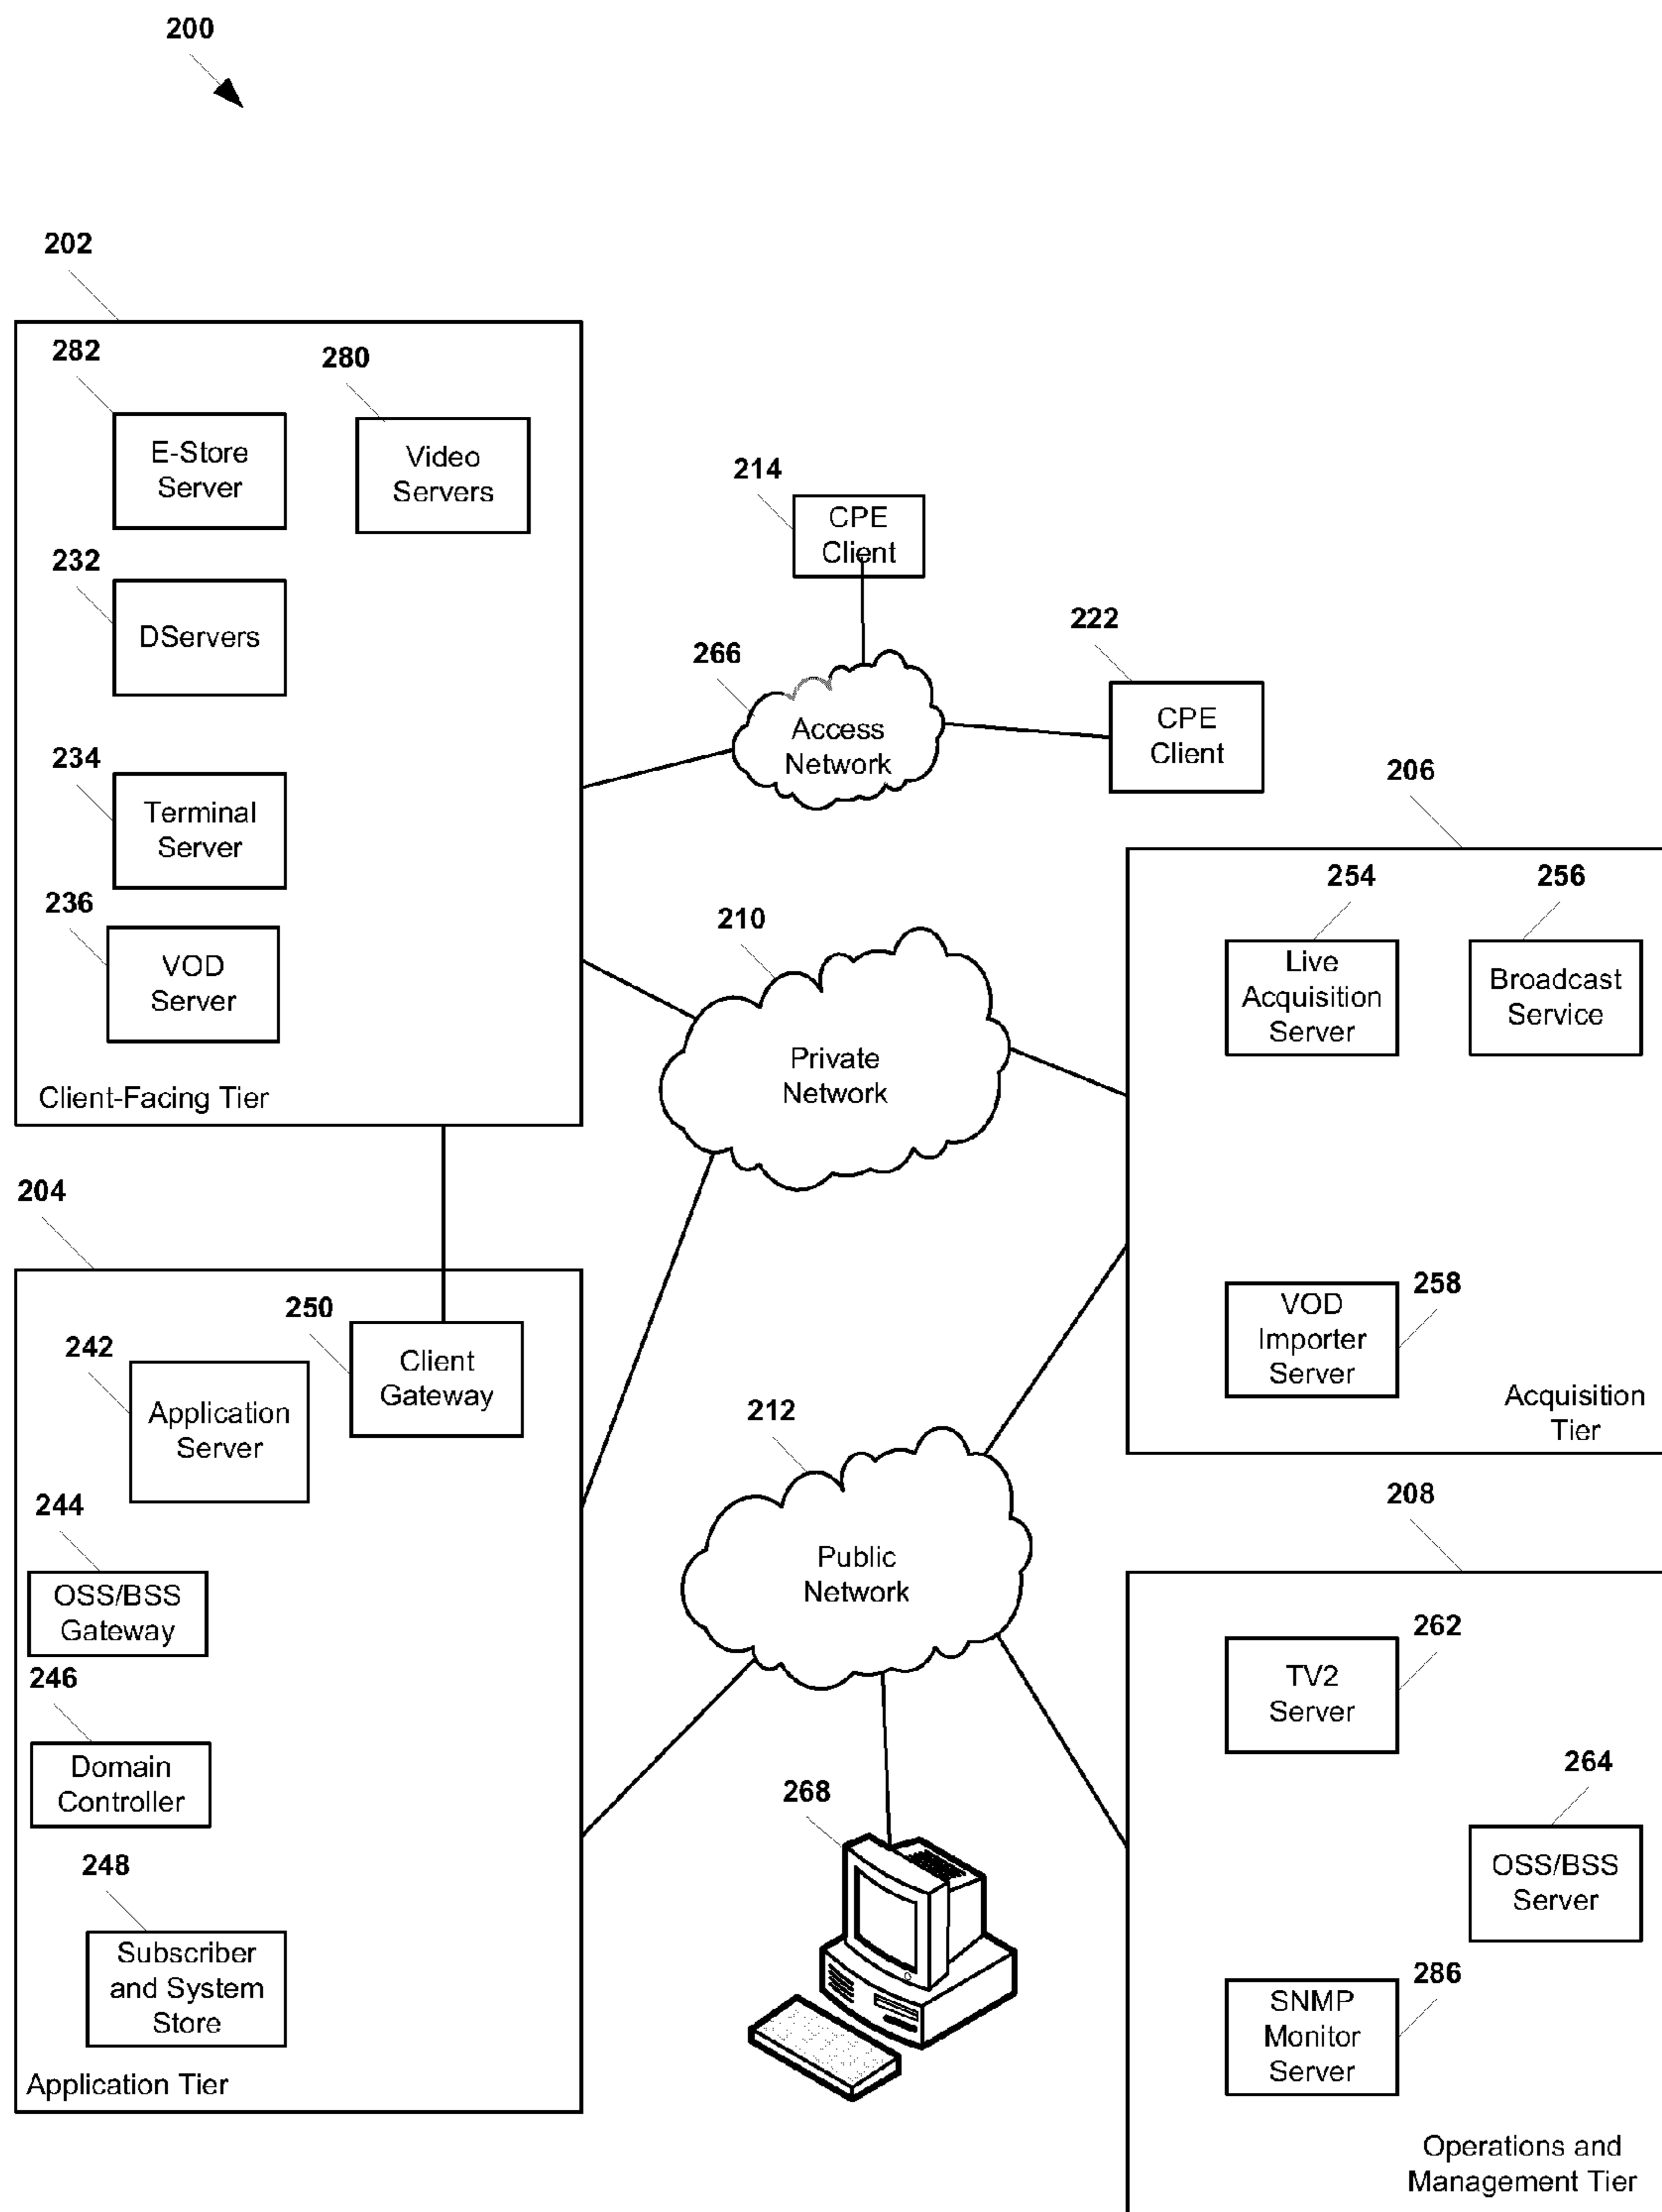 200
202
282
280
E-Store
Server
Video
Servers
214
CPE
Client
232
DServers
222
266
CPE
Client
Access
Network
234
Terminal
Server
206
254
256
236
VOD
Server
210
Live
Acquisition
Server
Broadcast
Service
Private
Network
Client-Facing Tier
204
258
VOD
Importer
Server
250
242
Client
Gateway
Application
Server
212
Acquisition
Tier
244
208
OSS/BSS
Gateway
Public
Network
262
TV2
Server
246
Domain
Controller
268
264
OSS/BSS
Server
248
Subscriber
and System
Store
286
SNMP
Monitor
Server
Application Tier
Operations and
Management Tier